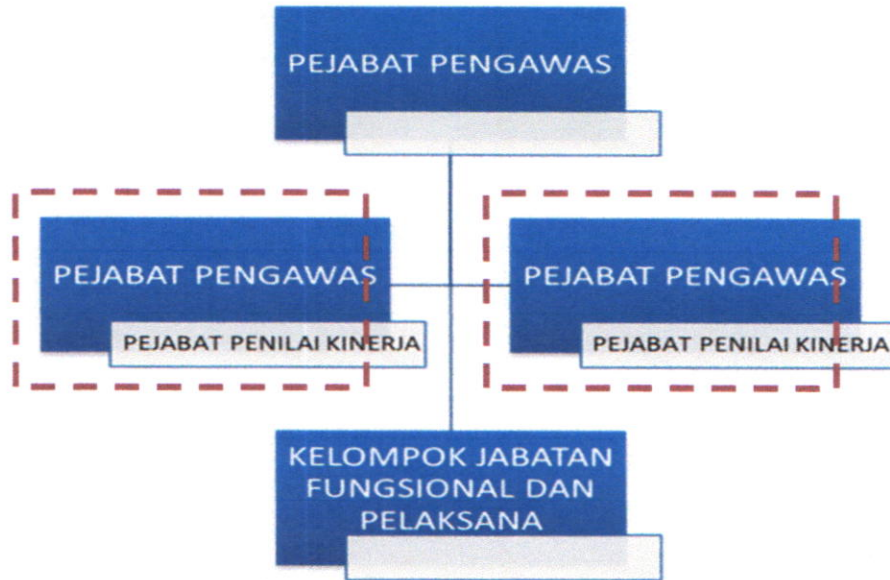 PEJABAT PENGAWAS
PEJABAT PENGAWAS
PEJABAT PENILAI KINERJA
PEJABAT PENGAWAS
PEJABAT PENILAI KINERJA
KELOMPOK JABATAN
FUNGSIONAL DAN
PELAKSANA